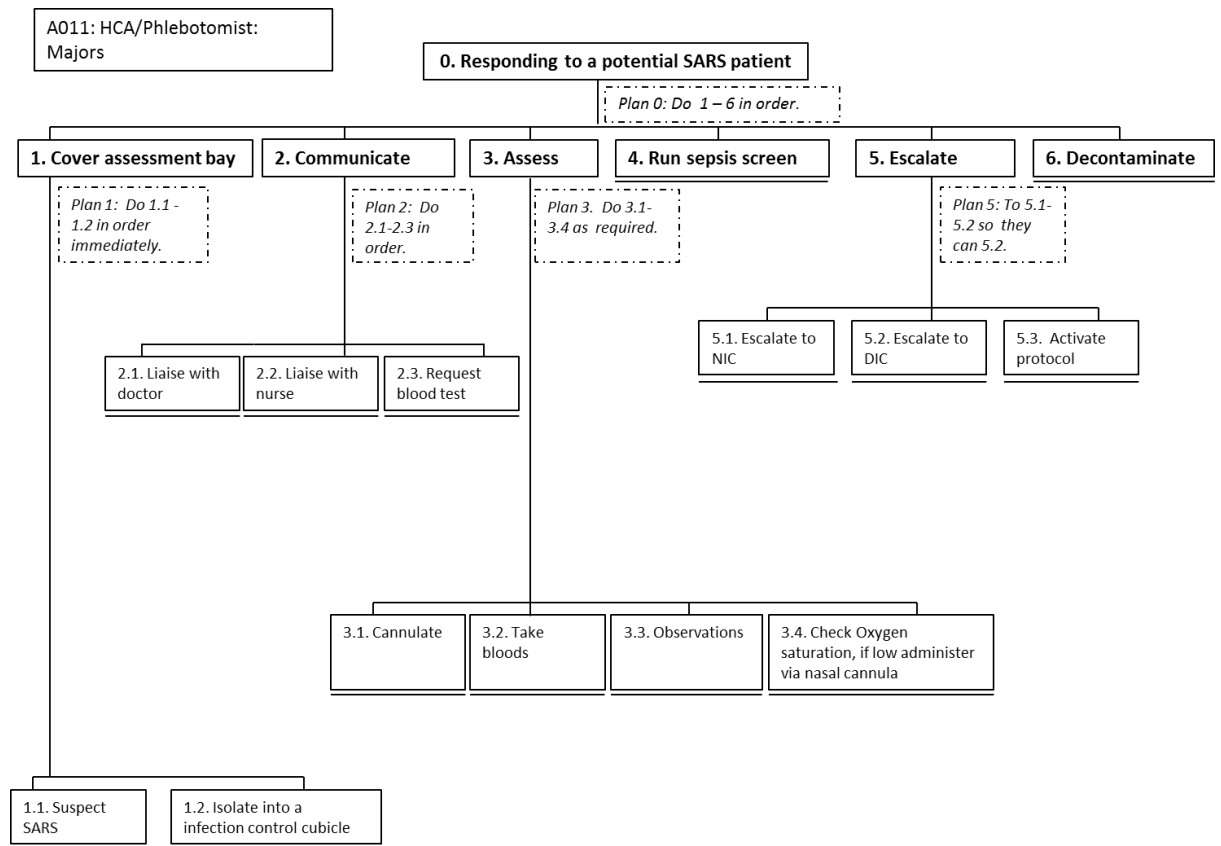 A011: HCA/Phlebotomist:
Majors
0. Responding to a potential SARS patient
Plan 0: Do 1 – 6 in order.
1. Cover assessment bay
2. Communicate
3. Assess
4. Run sepsis screen
5. Escalate
6. Decontaminate
Plan 1: Do 1.1 -
1.2 in order
immediately.
Plan 2: Do
2.1-2.3 in
order.
Plan 3. Do 3.1-
3.4 as required.
Plan 5: To 5.1-
5.2 so they
can 5.2.
5.1. Escalate to
NIC
5.2. Escalate to
DIC
5.3. Activate
protocol
2.1. Liaise with
doctor
2.2. Liaise with
nurse
2.3. Request
blood test
3.1. Cannulate
3.2. Take
bloods
3.3. Observations
3.4. Check Oxygen
saturation, if low administer
via nasal cannula
1.1. Suspect
SARS
1.2. Isolate into a
infection control cubicle